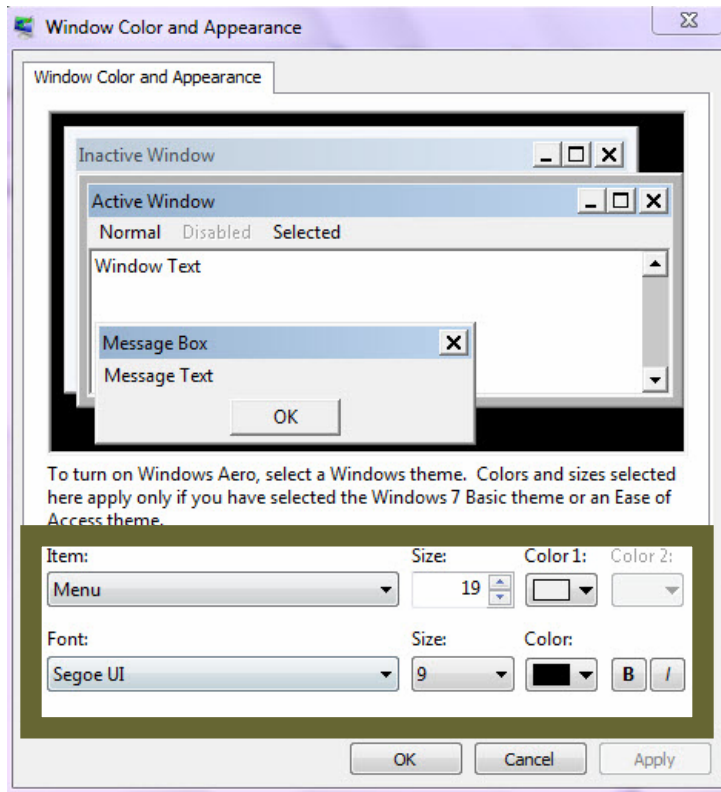 Window Color and Appearance
Window Color and Appearance
Inactive Window
Active Window
Normal Disabled Selected
Window Text
Message Box
Message Text
OK
To turn on Windows Aero, select a Windows theme. Colors and sizes selected
here apply only if you have selected the Windows 7 Basic theme or an Ease of
Access theme.
Item: Size: Color 1: Color 2:
Menu 19
Font: Size: Color:
Segoe UI 9 B I
OK Cancel Apply